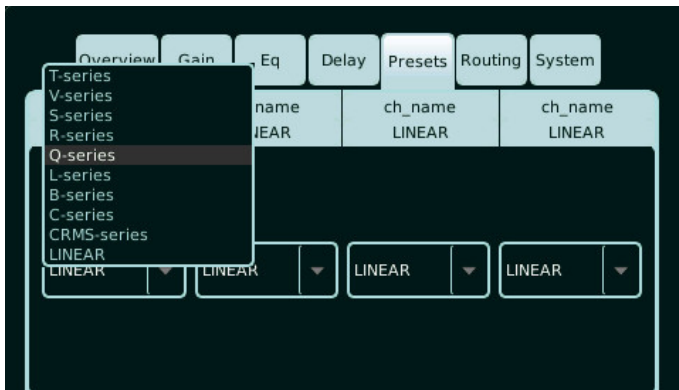 Overview Gain Eq Delay Presets Routing System
T-series
V-series
S-series
R-series
Q-series
L-series
B-series
C-series
CRMS-series
LINEAR
name ch_name ch_name
LINEAR LINEAR
LINEAR LINEAR LINEAR LINEAR